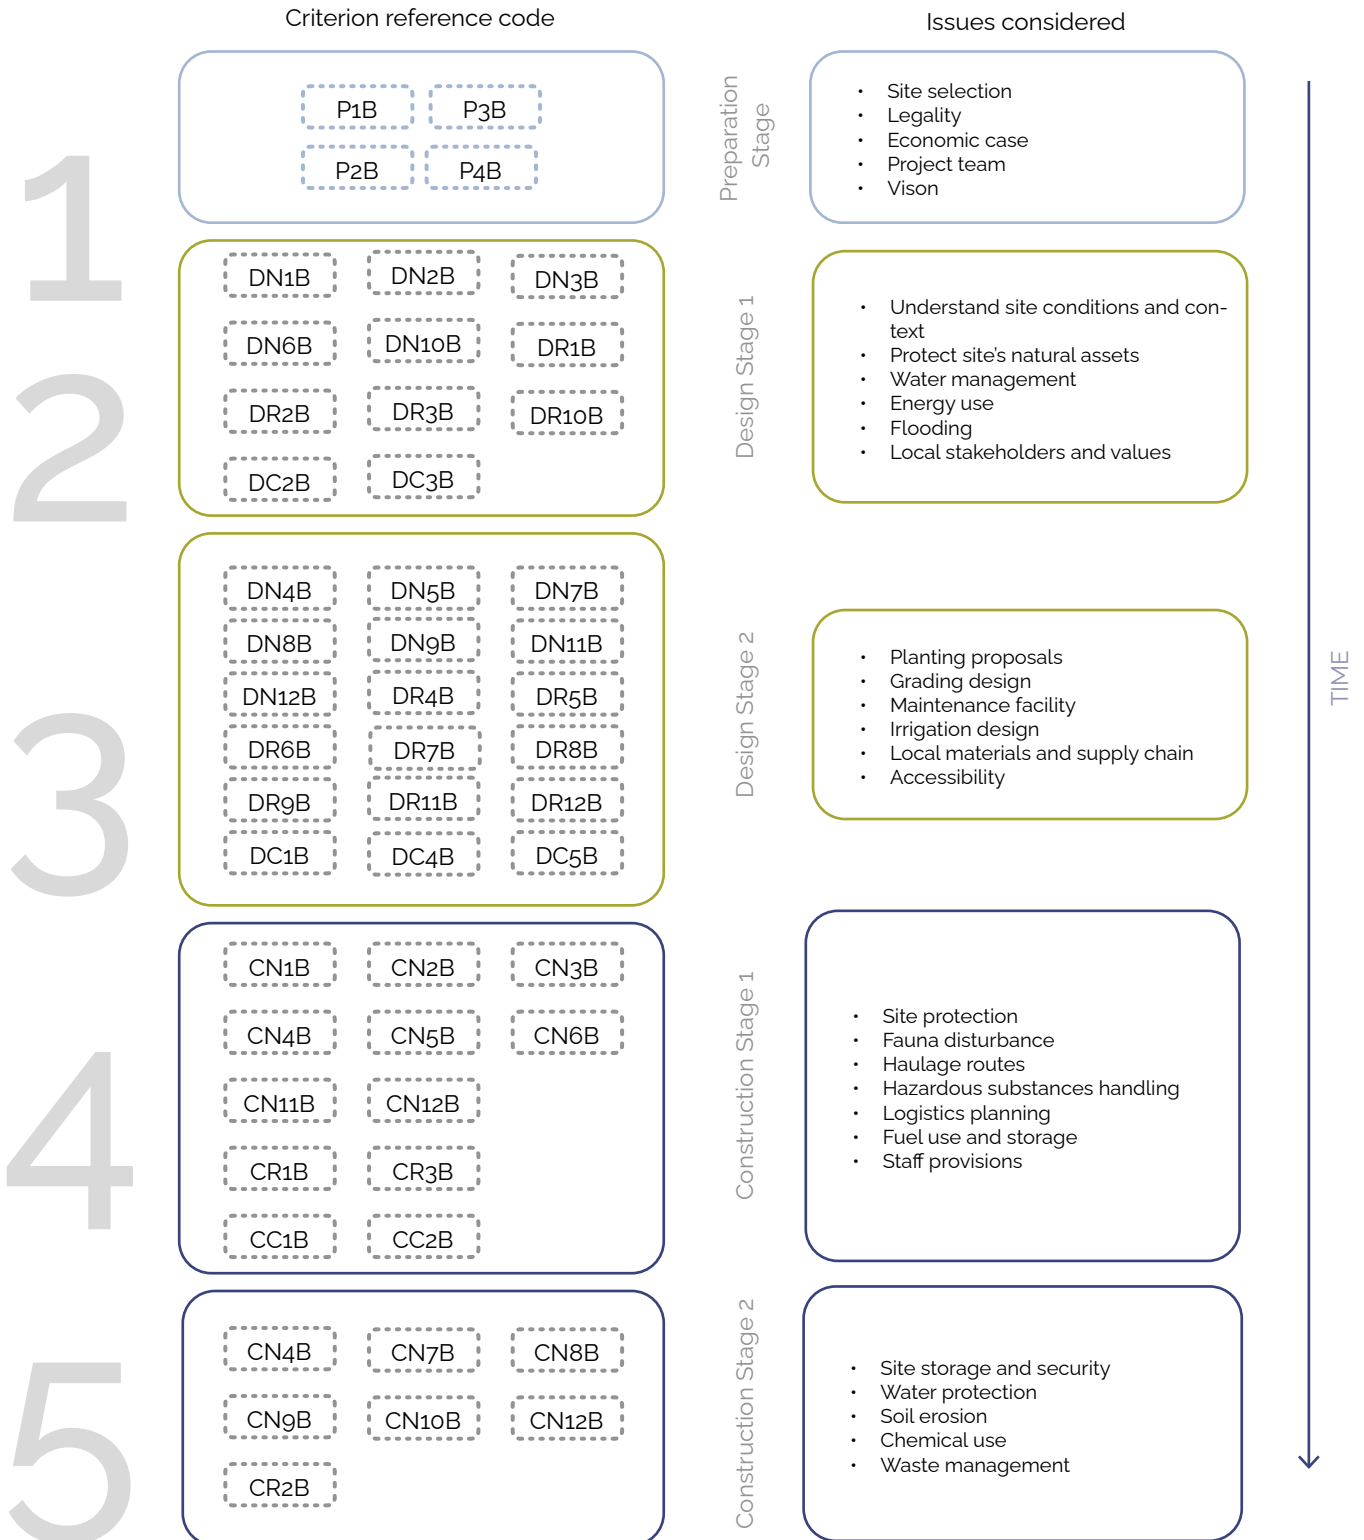 Criterion reference code
Issues considered
1
P1B
P3B
P2B
P4B
Preparation
Stage
• Site selection
• Legality
• Economic case
• Project team
• Vison
2
DN1B
DN2B
DN3B
DN6B
DN10B
DR1B
DR2B
DR3B
DR10B
DC2B
DC3B
Design Stage 1
• Understand site conditions and con-
text
• Protect site's natural assets
• Water management
• Energy use
• Flooding
• Local stakeholders and values
3
DN4B
DN5B
DN7B
DN8B
DN9B
DN11B
DN12B
DR4B
DR5B
DR6B
DR7B
DR8B
DR9B
DR11B
DR12B
DC1B
DC4B
DC5B
Design Stage 2
• Planting proposals
• Grading design
• Maintenance facility
• Irrigation design
• Local materials and supply chain
• Accessibility
4
CN1B
CN2B
CN3B
CN4B
CN5B
CN6B
CN11B
CN12B
CR1B
CR3B
CC1B
CC2B
Construction Stage 1
• Site protection
• Fauna disturbance
• Haulage routes
• Hazardous substances handling
• Logistics planning
• Fuel use and storage
• Staff provisions
5
CN4B
CN7B
CN8B
CN9B
CN10B
CN12B
CR2B
Construction Stage 2
• Site storage and security
• Water protection
• Soil erosion
• Chemical use
• Waste management
TIME